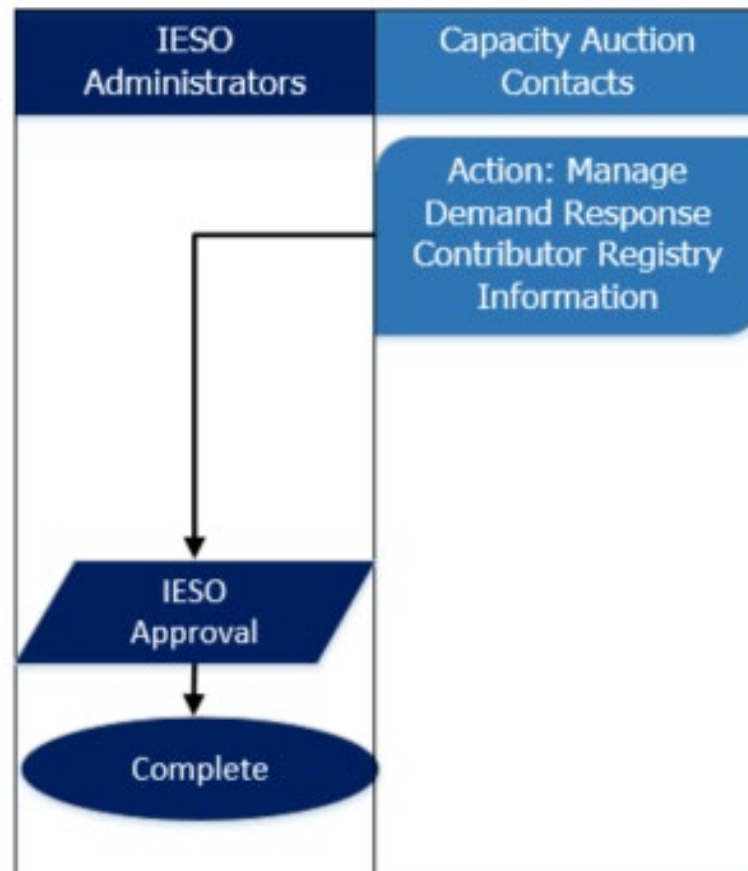 IESO
Administrators
Capacity Auction
Contacts
Action: Manage
Demand Response
Contributor Registry
Information
IESO
Approval
Complete